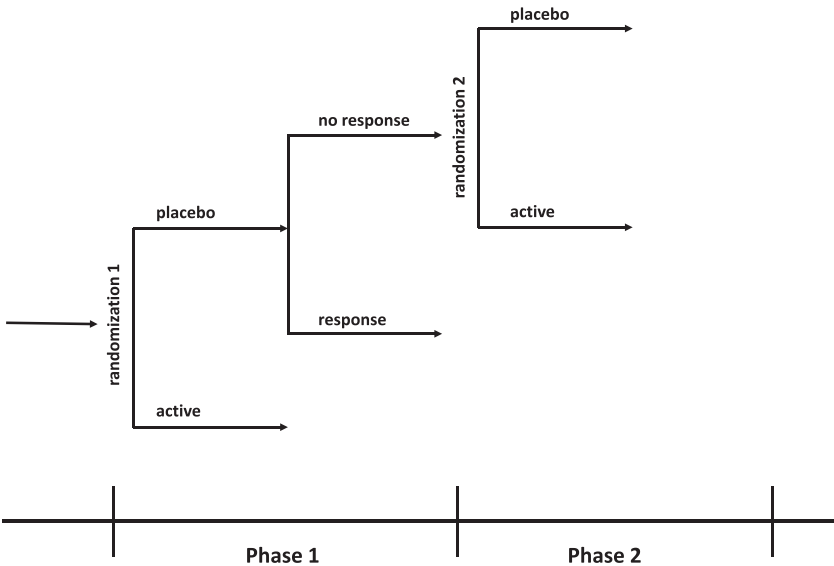 placebo
no response
randomization 2
placebo
active
randomization 1
response
active
Phase 1
Phase 2